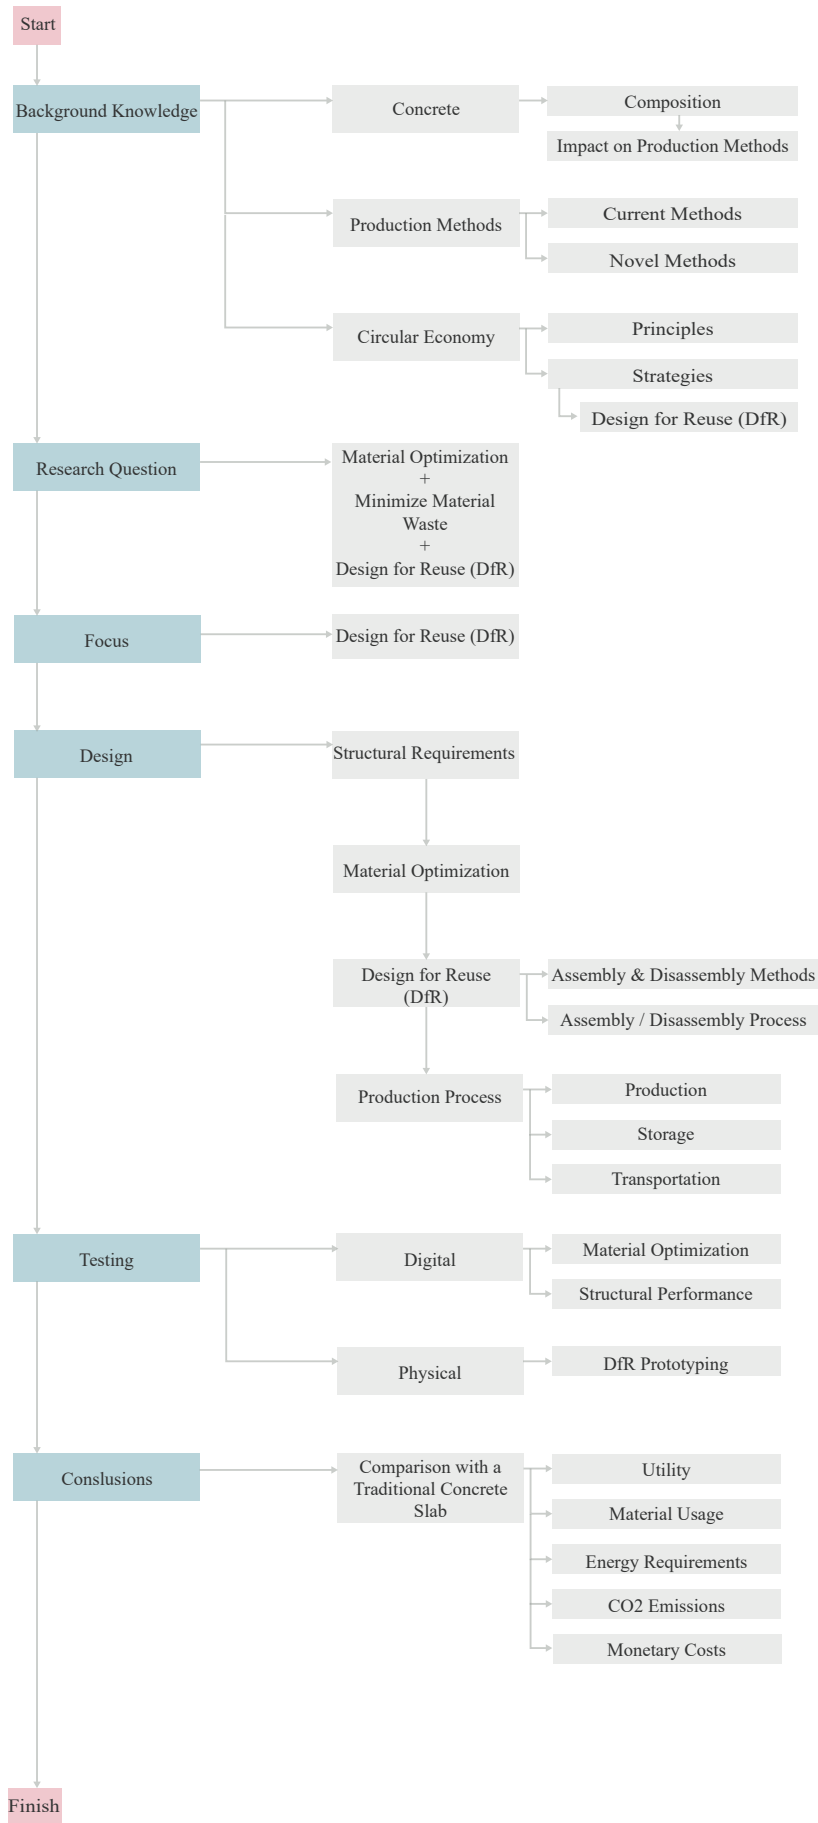 Start
Background Knowledge
Concrete
Composition
Impact on Production Methods
Production Methods
Current Methods
Novel Methods
Circular Economy
Principles
Strategies
Design for Reuse (DfR)
Research Question
Material Optimization
+
Minimize Material
Waste
+
Design for Reuse (DfR)
Focus
Design for Reuse (DfR)
Design
Structural Requirements
Material Optimization
Design for Reuse
(DfR)
Assembly & Disassembly Methods
Assembly / Disassembly Process
Production Process
Production
Storage
Transportation
Testing
Digital
Material Optimization
Structural Performance
Physical
DfR Prototyping
Conslusions
Comparison with a
Traditional Concrete
Slab
Utility
Material Usage
Energy Requirements
CO2 Emissions
Monetary Costs
Finish